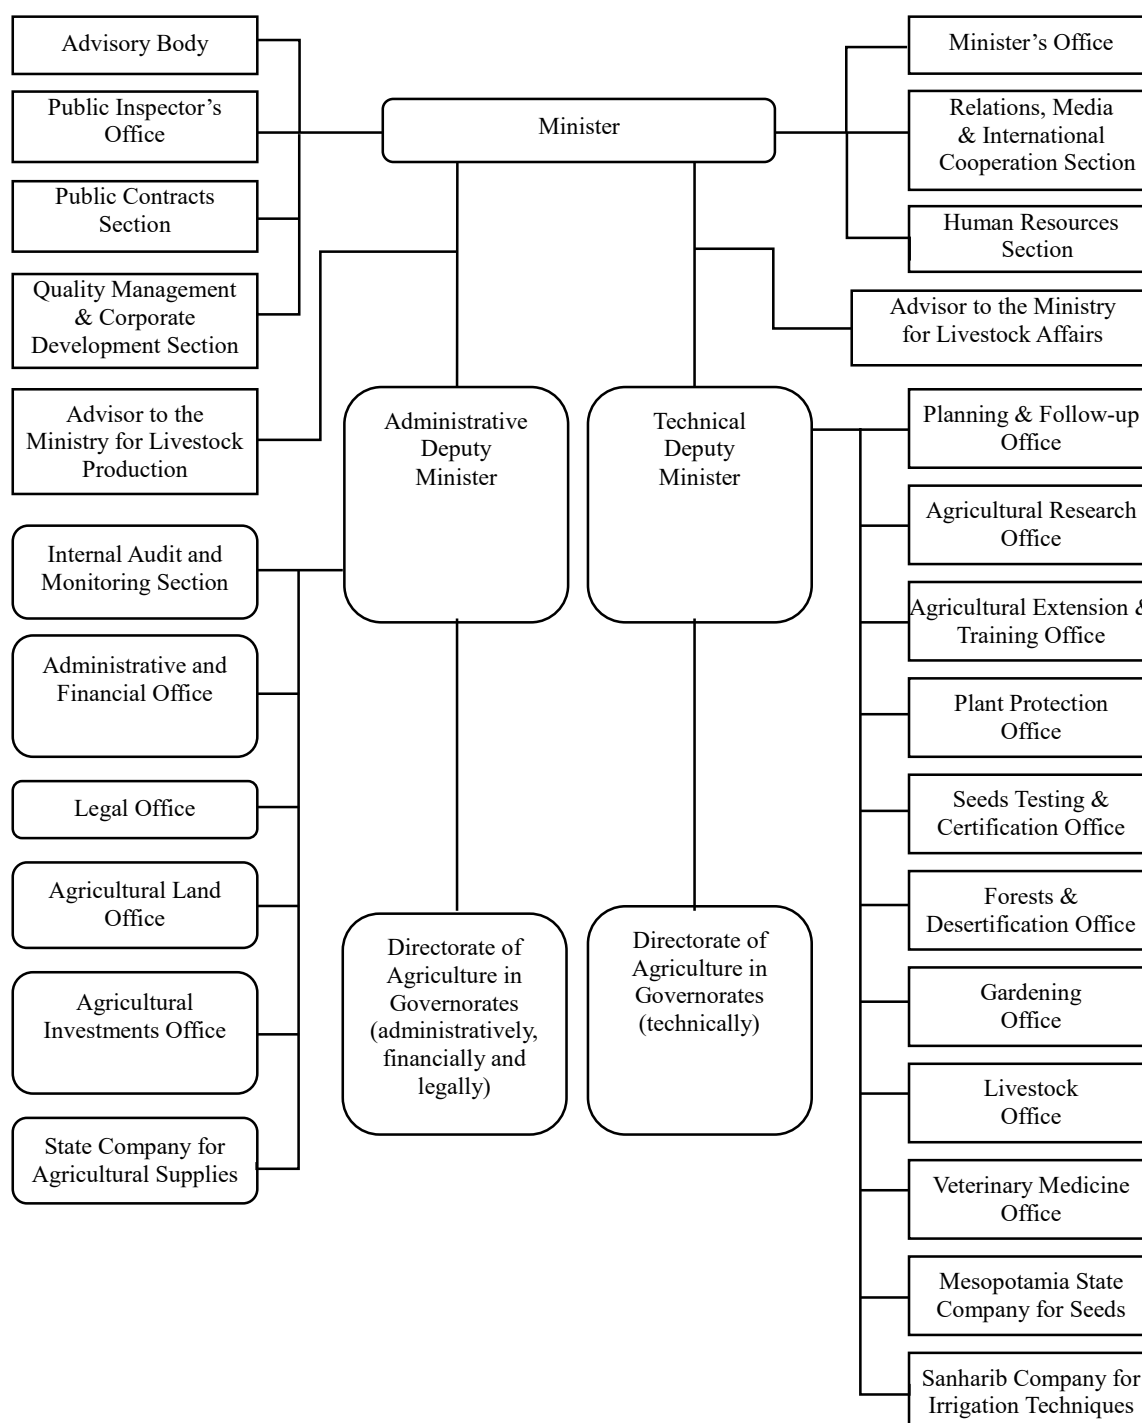 Advisory Body
Public Inspector’s
Office
Public Contracts
Section
Quality Management
& Corporate
Development Section
Advisor to the
Ministry for Livestock
Production
Minister
Minister’s Office
Relations, Media
& International
Cooperation Section
Human Resources
Section
Advisor to the Ministry
for Livestock Affairs
Administrative
Deputy
Minister
Technical
Deputy
Minister
Internal Audit and
Monitoring Section
Administrative and
Financial Office
Legal Office
Agricultural Land
Office
Agricultural
Investments Office
State Company for
Agricultural Supplies
Directorate of
Agriculture in
Governorates
(administratively,
financially and
legally)
Directorate of
Agriculture in
Governorates
(technically)
Planning & Follow-up
Office
Agricultural Research
Office
Agricultural Extension &
Training Office
Plant Protection
Office
Seeds Testing &
Certification Office
Forests &
Desertification Office
Gardening
Office
Livestock
Office
Veterinary Medicine
Office
Mesopotamia State
Company for Seeds
Sanharib Company for
Irrigation Techniques